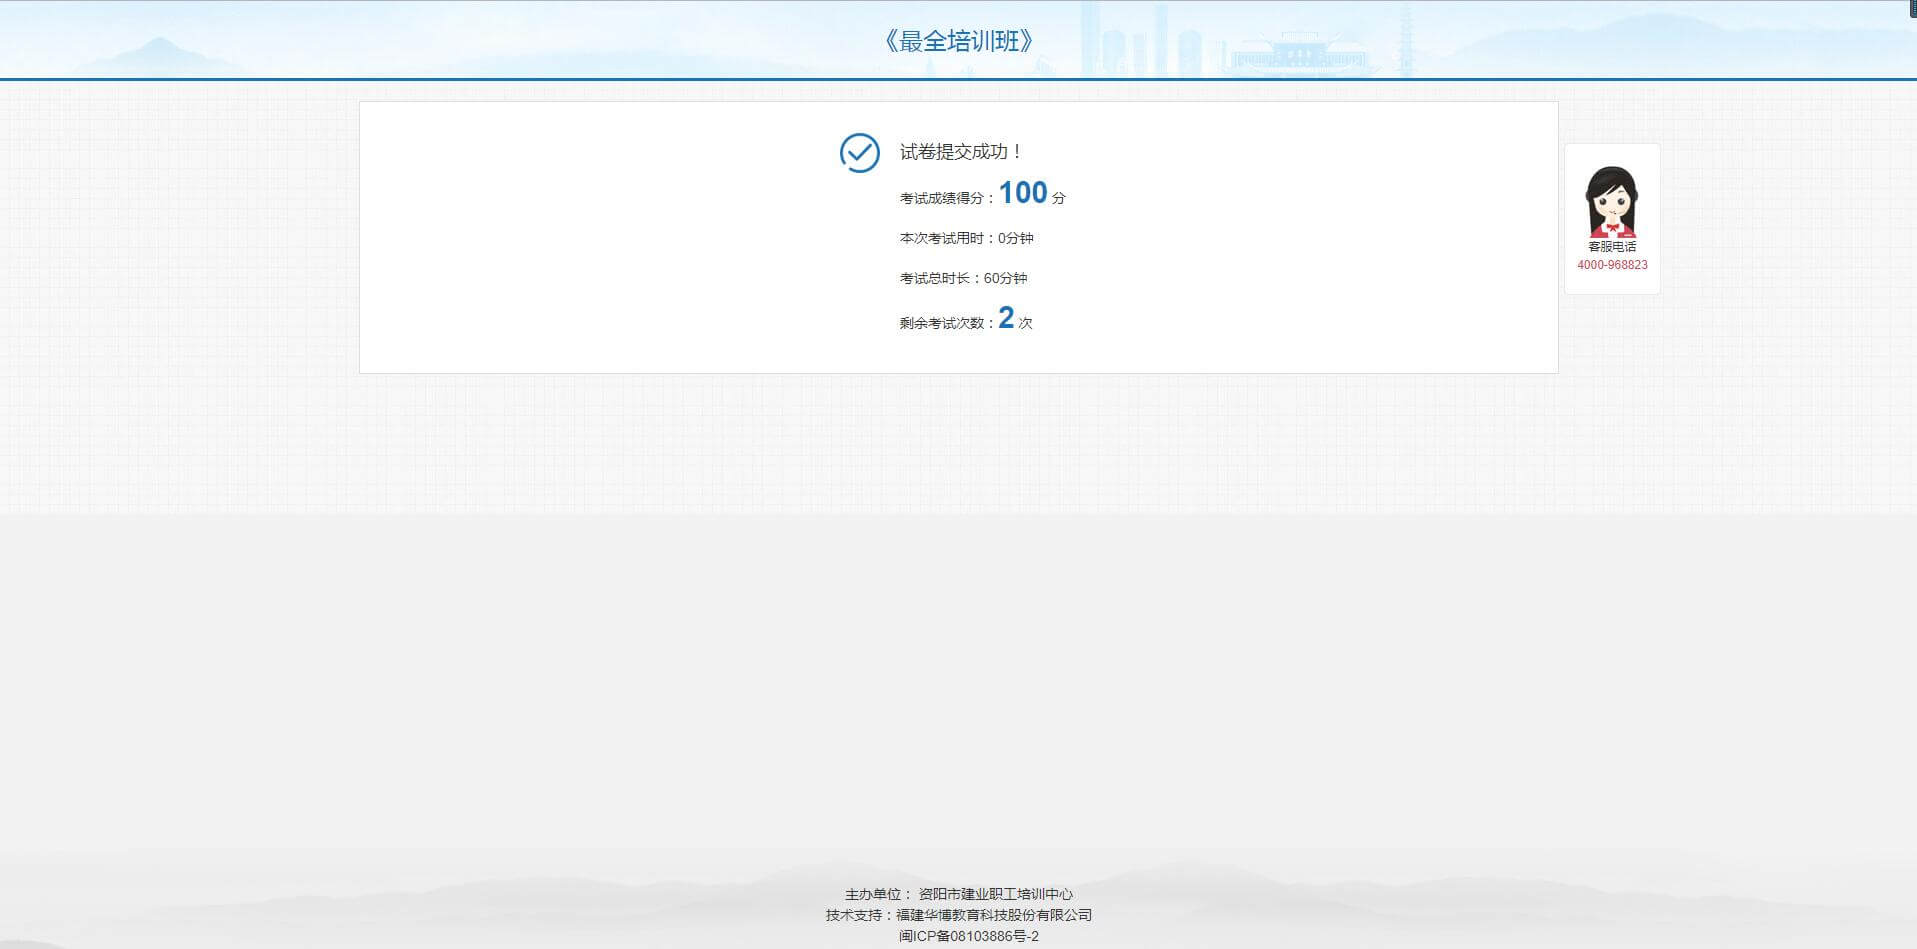 《最全培训班》
试卷提交成功！
考试成绩得分：100 分
本次考试用时：0分钟
考试总时长：60分钟
剩余考试次数：2 次
客服电话
4000-968823
主办单位： 资阳市建业职工培训中心
技术支持：福建华博教育科技股份有限公司
闽ICP备08103886号-2